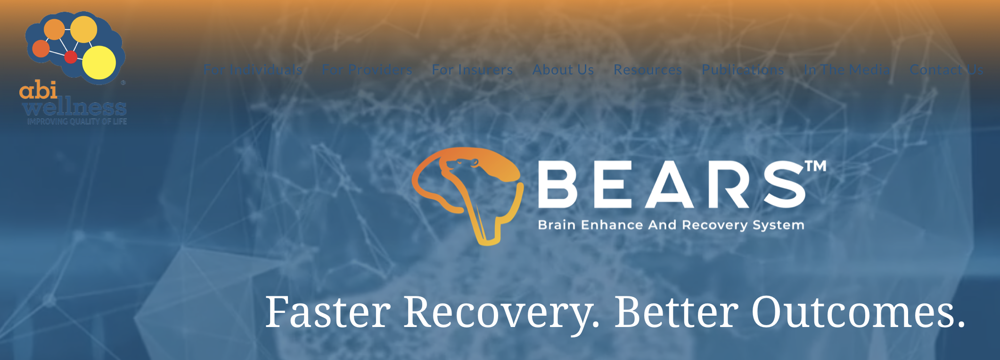 abi
wellness®
IMPROVING QUALITY OF LIFE
For Individuals For Providers For Insurers About Us Resources Publications In The Media Contact Us
BEARS™
Brain Enhance And Recovery System
Faster Recovery. Better Outcomes.